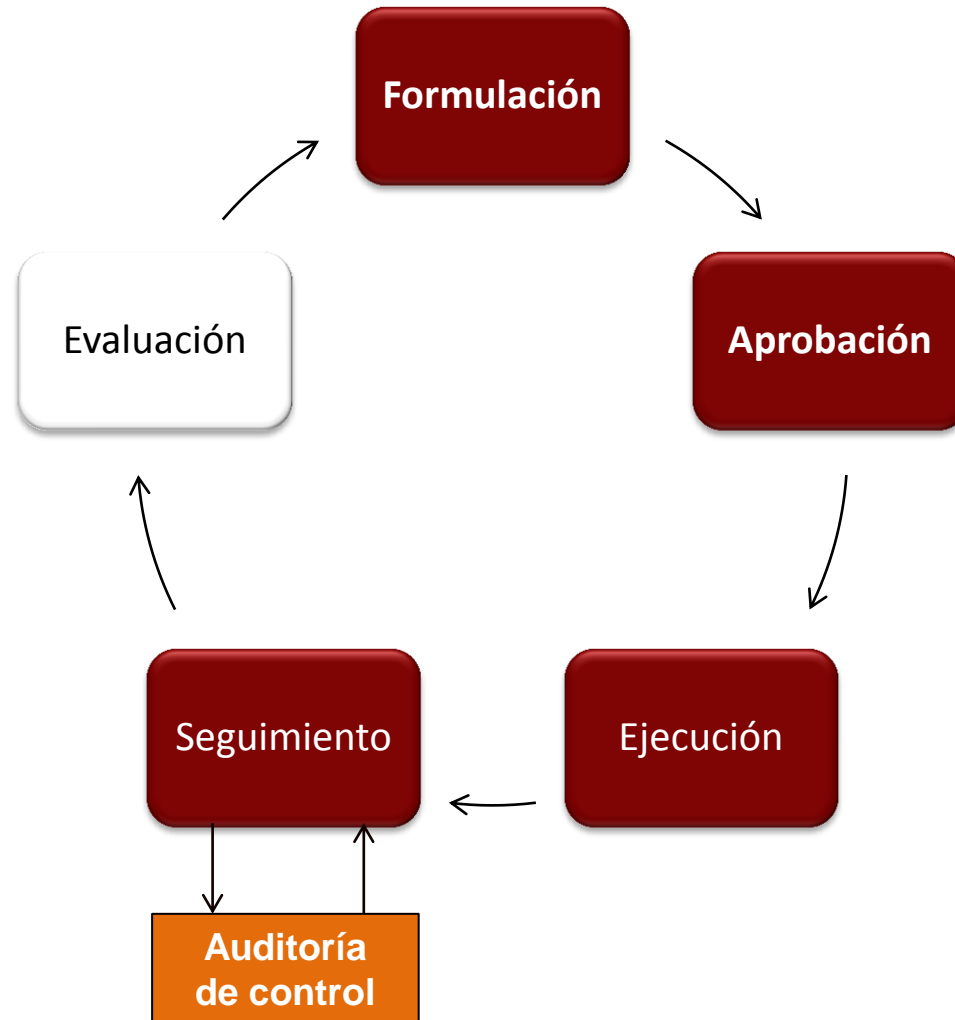 Formulación
Evaluación
Aprobación
Seguimiento
Ejecución
Auditoría
de control